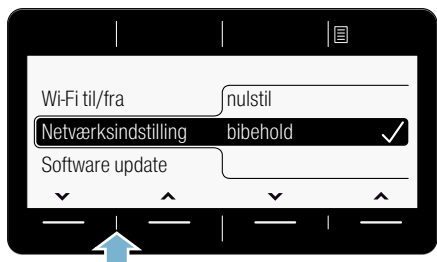 Wi-Fi til/fra nulstil
Netværksindstilling bibehold
Software update